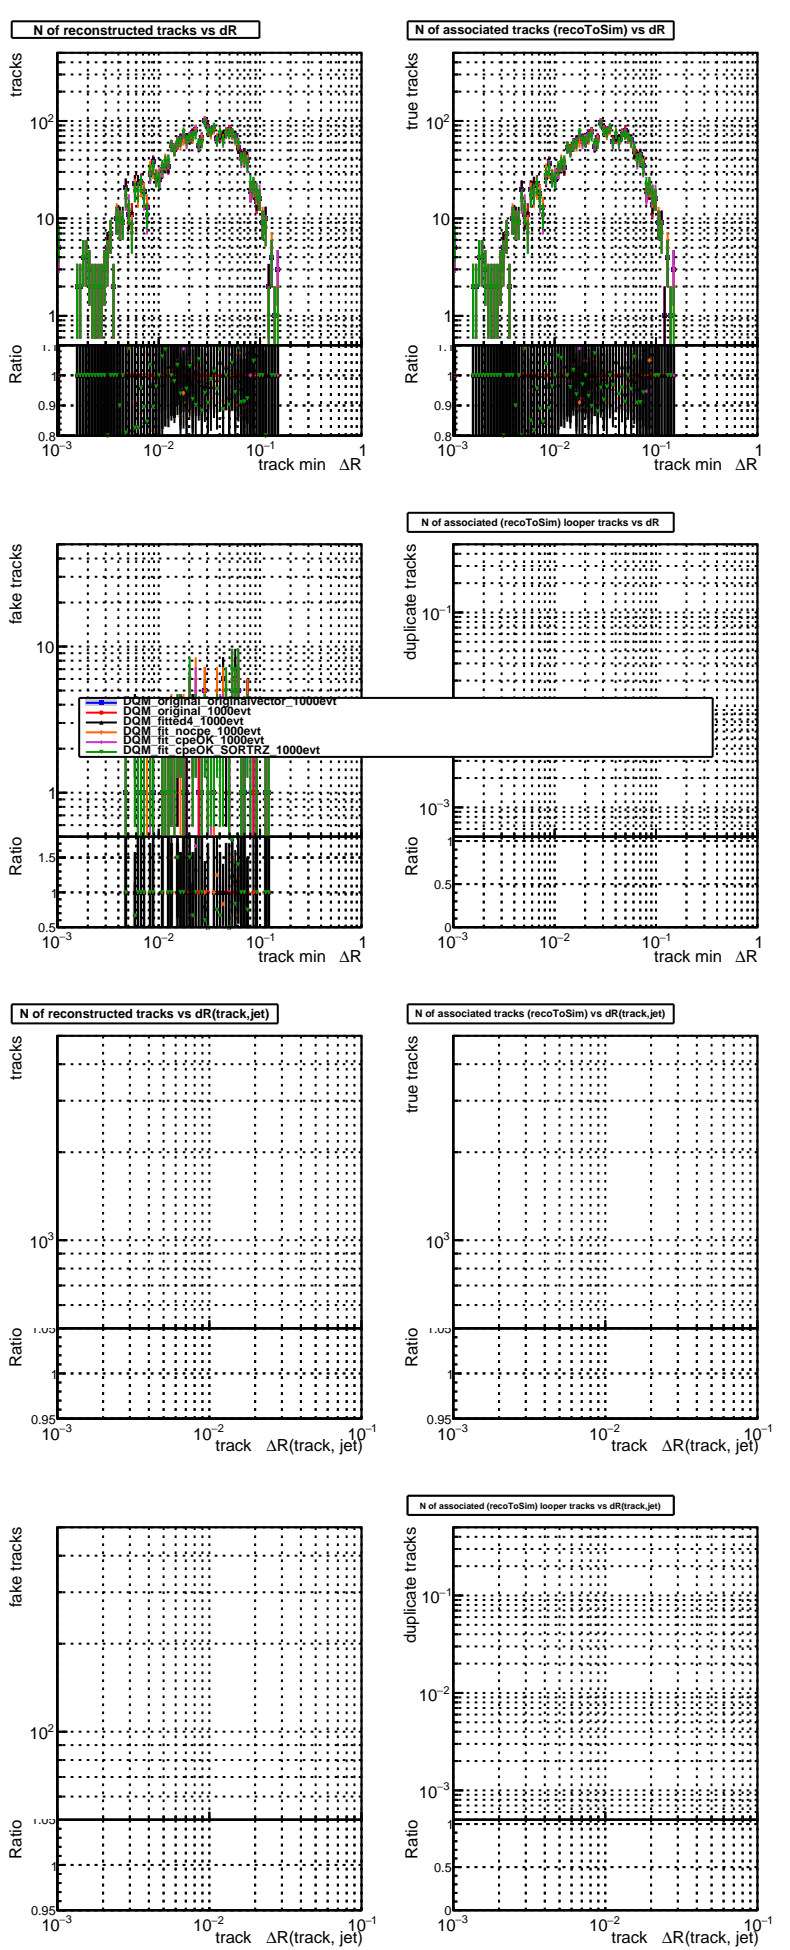 N of reconstructed tracks vs dR
N of associated tracks (recoToSim) vs dR
tracks
10²
10
1
Ratio
1.1
1
0.9
0.8
10⁻³
10⁻²
10⁻¹
1
track min ΔR
true tracks
10²
10
1
Ratio
1.1
1
0.9
0.8
10⁻³
10⁻²
10⁻¹
1
track min ΔR
N of associated (recoToSim) looper tracks vs dR
fake tracks
10
1
Ratio
1.5
1
0.5
10⁻³
10⁻²
10⁻¹
1
track min ΔR
duplicate tracks
10⁻¹
10⁻³
Ratio
1
0.5
0
10⁻³
10⁻²
10⁻¹
1
track min ΔR
DQM_original_originalvector_1000evt
DQM_original_1000evt
DQM_fitted4_1000evt
DQM_fit_nocpe_1000evt
DQM_fit_cpeOK_1000evt
DQM_fit_cpeOK_SORTRZ_1000evt
N of reconstructed tracks vs dR(track,jet)
N of associated tracks (recoToSim) vs dR(track,jet)
tracks
10³
Ratio
1.05
1
0.95
10⁻³
10⁻²
10⁻¹
track ΔR(track, jet)
true tracks
10³
Ratio
1.05
1
0.95
10⁻³
10⁻²
10⁻¹
track ΔR(track, jet)
N of associated (recoToSim) looper tracks vs dR(track,jet)
fake tracks
10²
Ratio
1.05
1
0.95
10⁻³
10⁻²
10⁻¹
track ΔR(track, jet)
duplicate tracks
10⁻¹
10⁻²
10⁻³
Ratio
1
0.5
0
10⁻³
10⁻²
10⁻¹
track ΔR(track, jet)